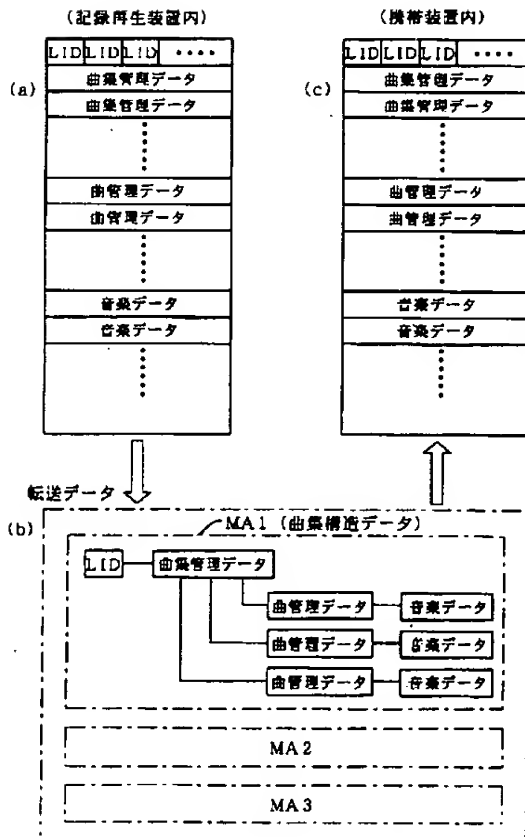 (記録再生装置内)
LID LID LID ････
(a)
曲集管理データ
曲集管理データ
曲管理データ
曲管理データ
音楽データ
音楽データ
(携帯装置内)
LID LID LID ････
(c)
曲集管理データ
曲集管理データ
曲管理データ
曲管理データ
音楽データ
音楽データ
転送データ
(b)
MA1(曲集構造データ)
LID 曲集管理データ
曲管理データ 音楽データ
曲管理データ 音楽データ
曲管理データ 音楽データ
MA2
MA3